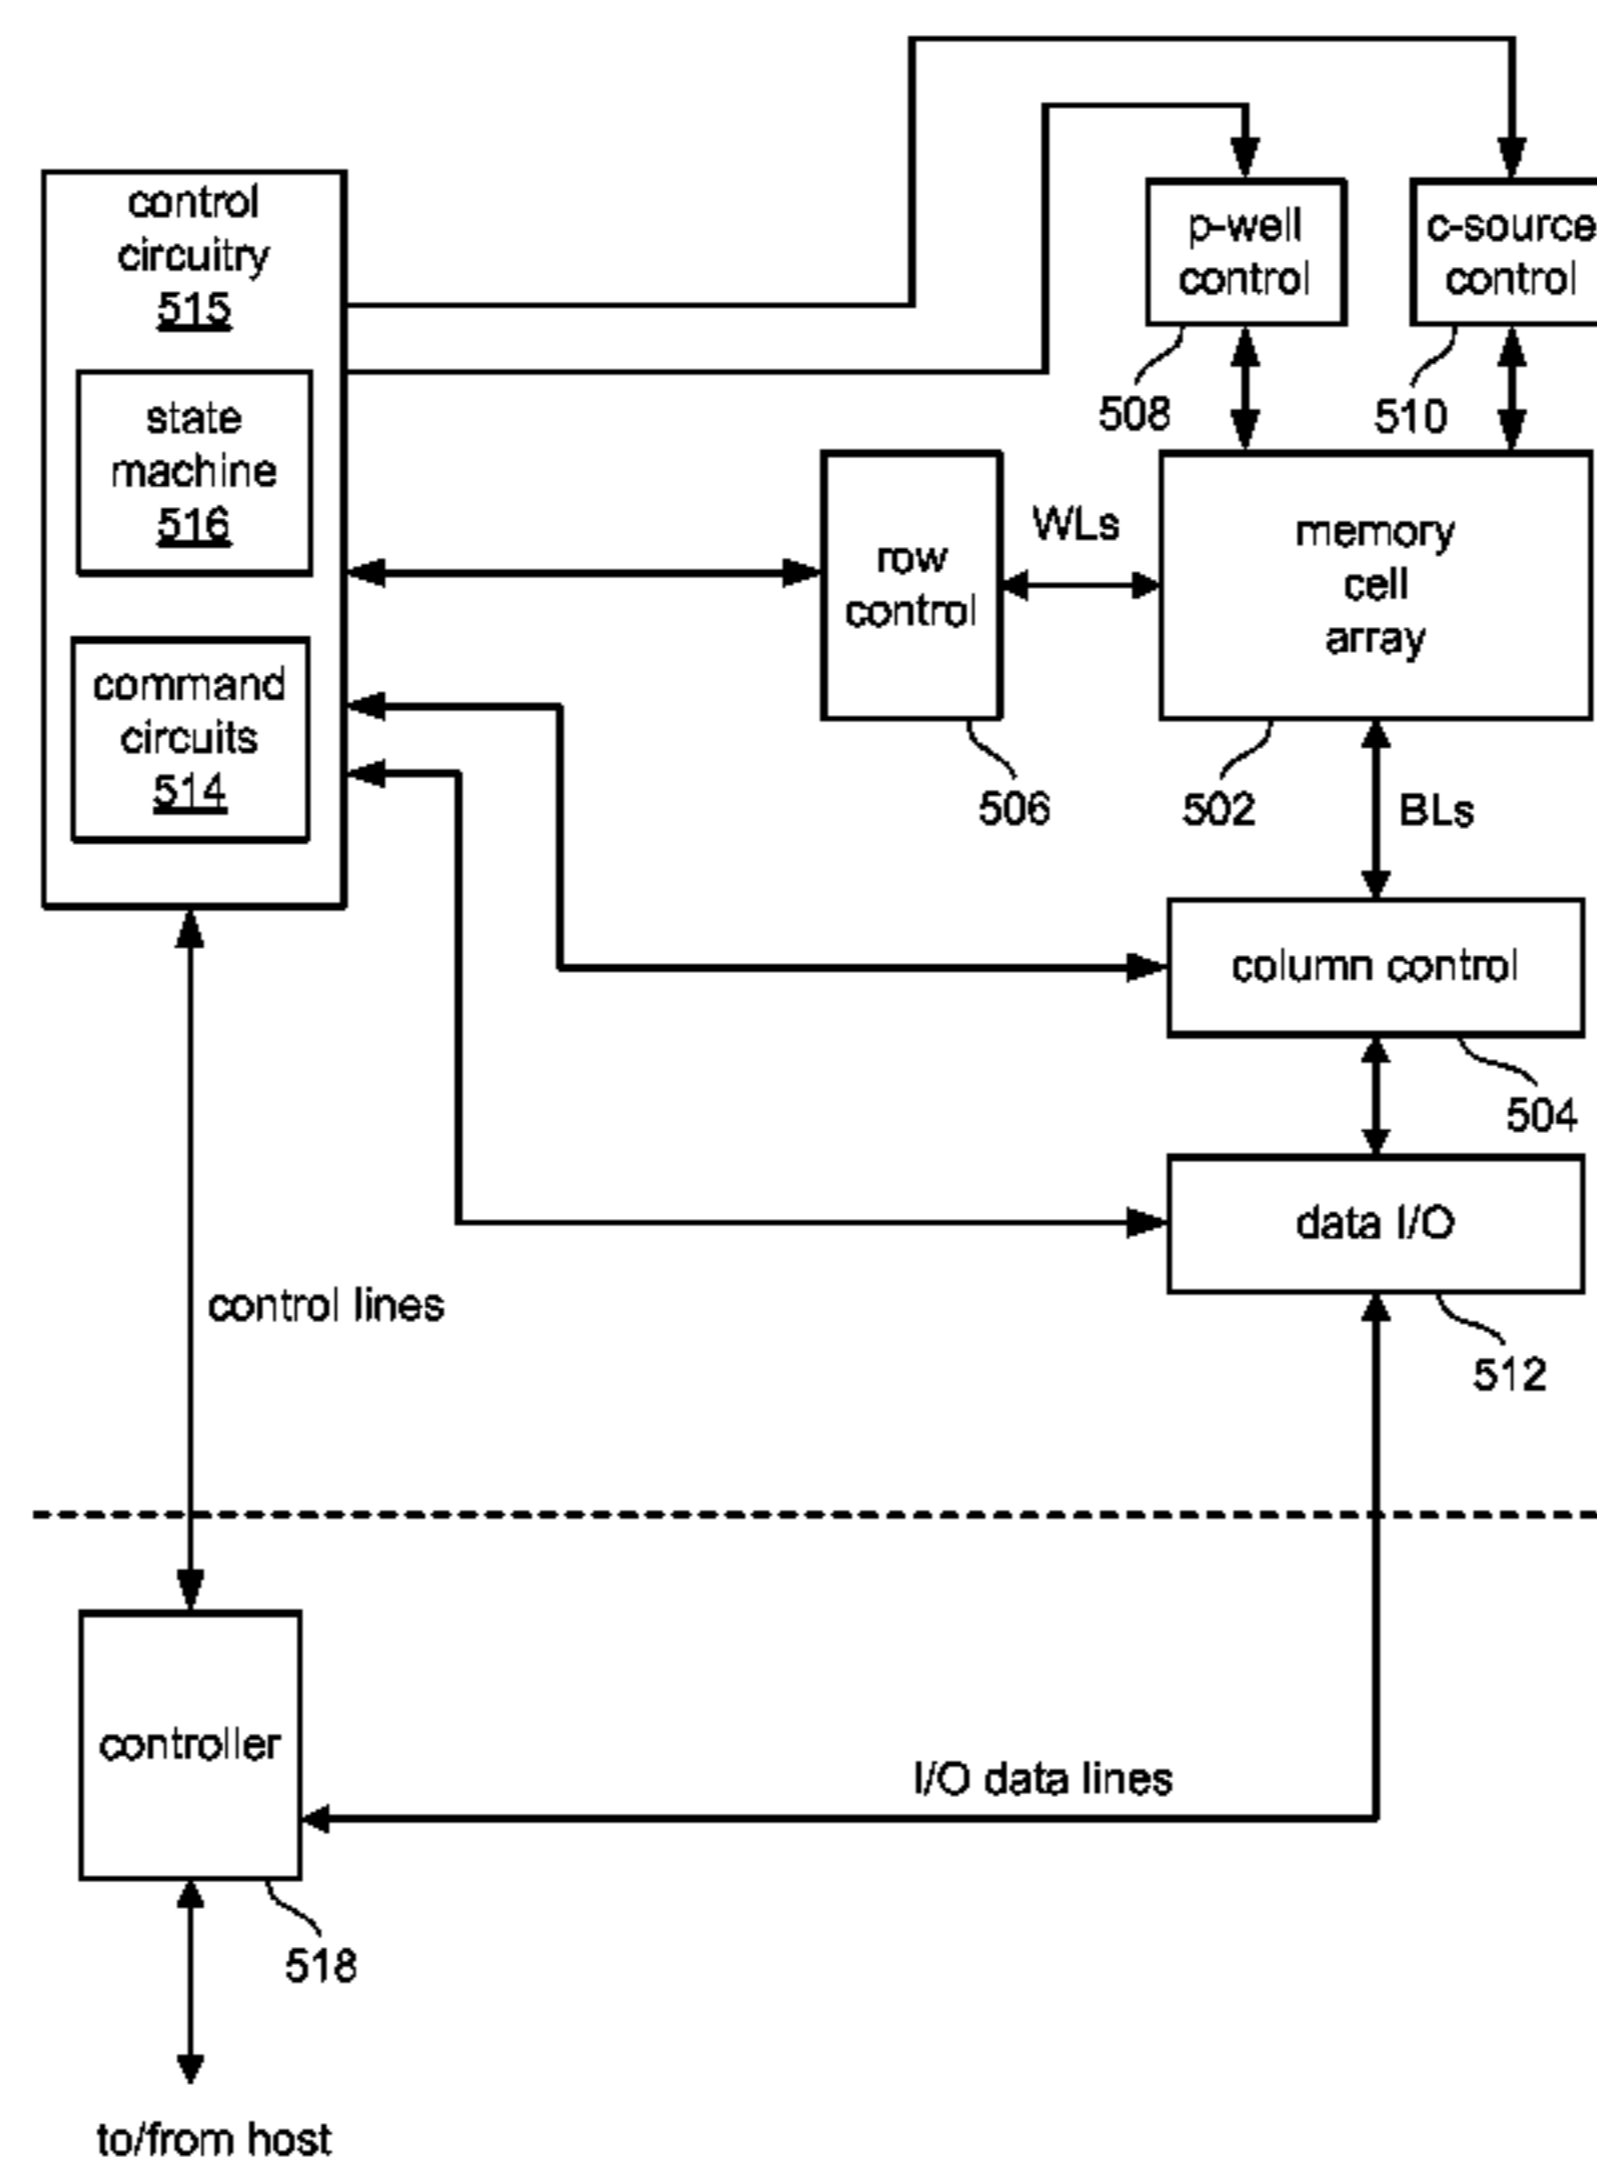 control
circuitry
515
state
machine
516
command
circuits
514
p-well
control
508
c-source
control
510
row
control
506
WLs
memory
cell
array
502
BLs
column control
504
data I/O
512
control lines
controller
518
I/O data lines
to/from host